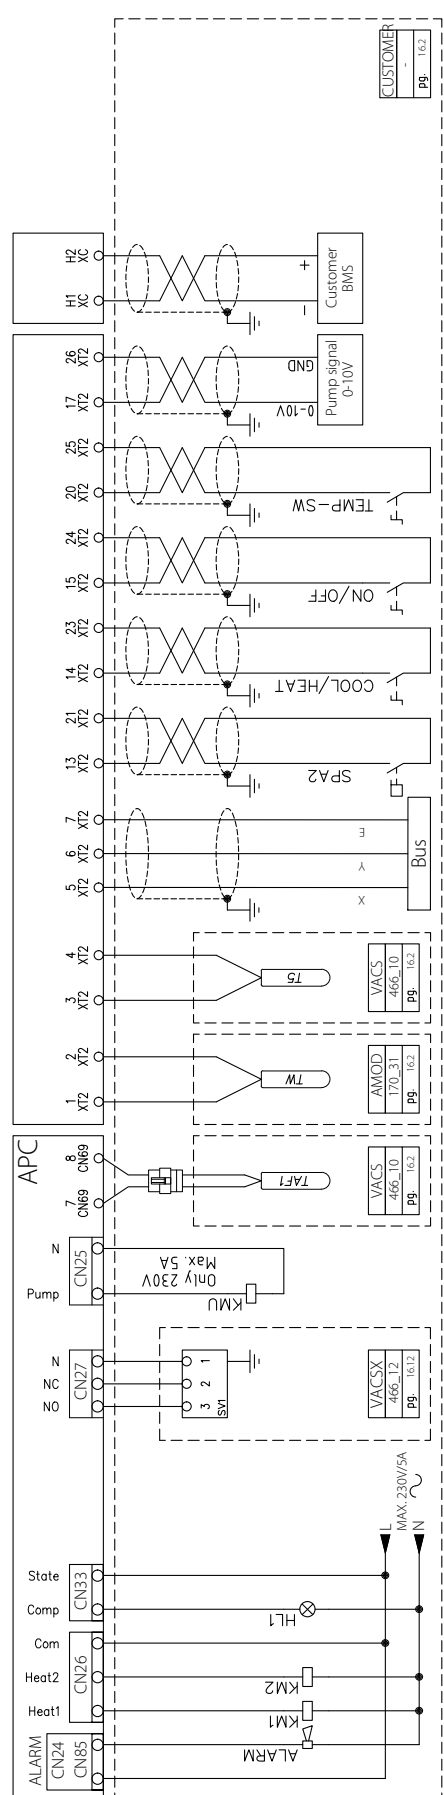 CUSTOMER
-
pg. 16.2
H2
XC
H1
XC
+
-
Customer
BMS
26
XT2
17
XT2
GND
0-10V
Pump signal
0-10V
25
XT2
20
XT2
TEMP-SW
24
XT2
15
XT2
ON/OFF
23
XT2
14
XT2
COOL/HEAT
21
XT2
13
XT2
SPA2
7
XT2
6
XT2
5
XT2
E
Y
X
Bus
4
XT2
3
XT2
T5
VACS
466_10
pg. 16.2
2
XT2
1
XT2
TW
AMOD
170_31
pg. 16.2
APC
8
CN69
7
CN69
TAF1
VACS
466_10
pg. 16.2
N
Pump
CN25
Only 230V
Max. 5A
KMU
N
NC
NO
CN27
1
2
3
SV1
VACSX
466_12
pg. 16.12
MAX. 230V/5A
L
N
State
Comp
CN33
HL1
Com
Heat2
Heat1
CN26
KM2
KM1
ALARM
CN24
CN85
ALARM